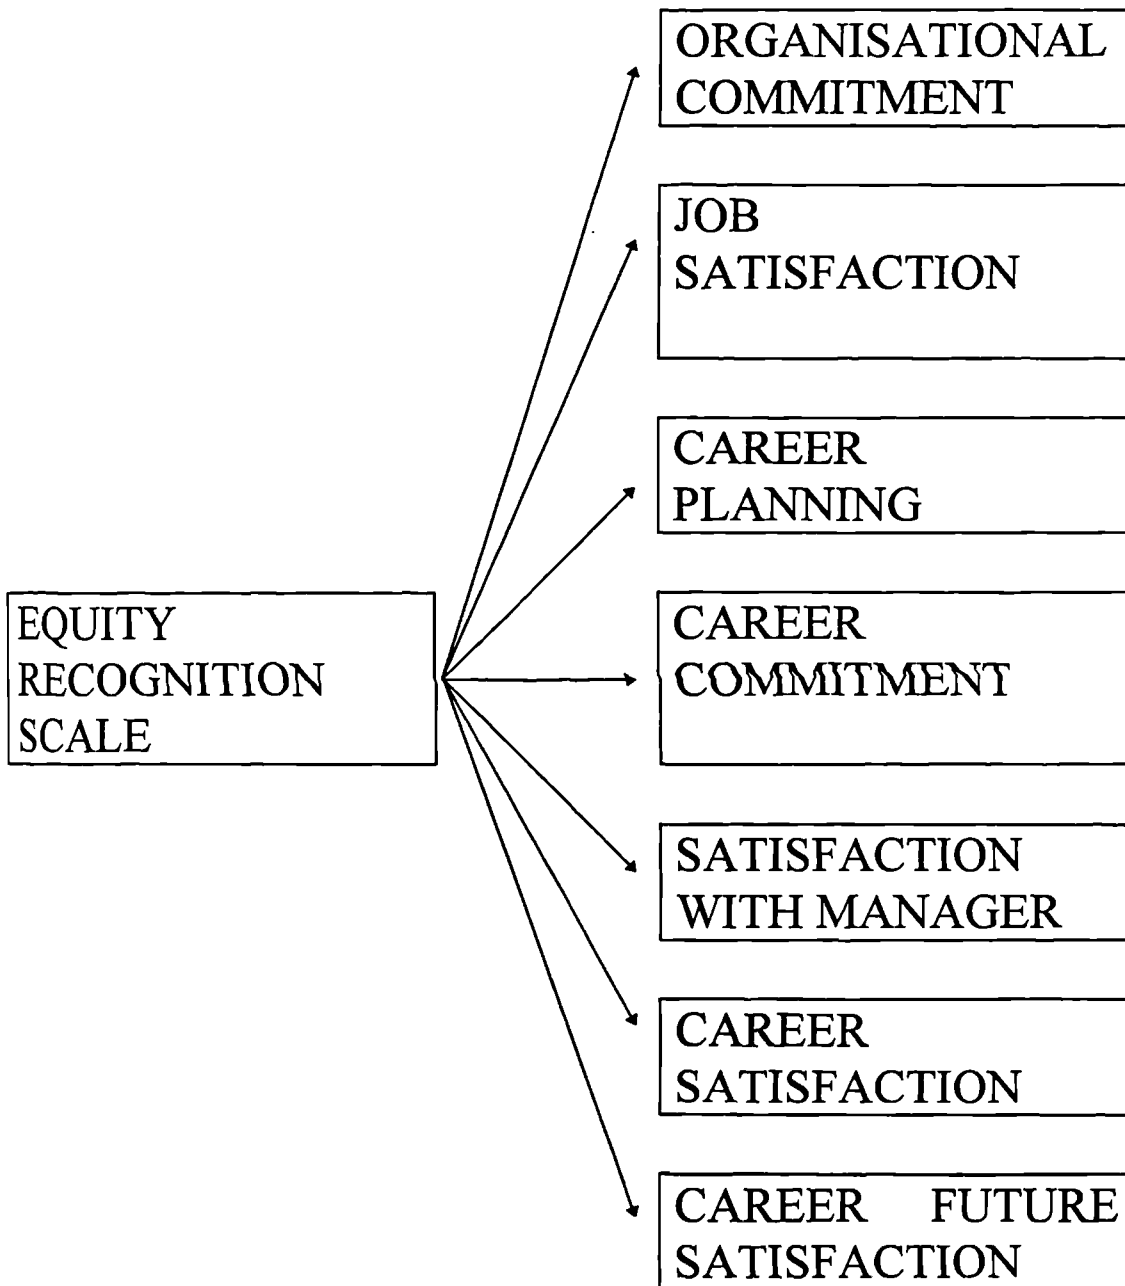 ORGANISATIONAL
COMMITMENT
JOB
SATISFACTION
CAREER
PLANNING
EQUITY
RECOGNITION
SCALE
CAREER
COMMITMENT
SATISFACTION
WITH MANAGER
CAREER
SATISFACTION
CAREER FUTURE
SATISFACTION